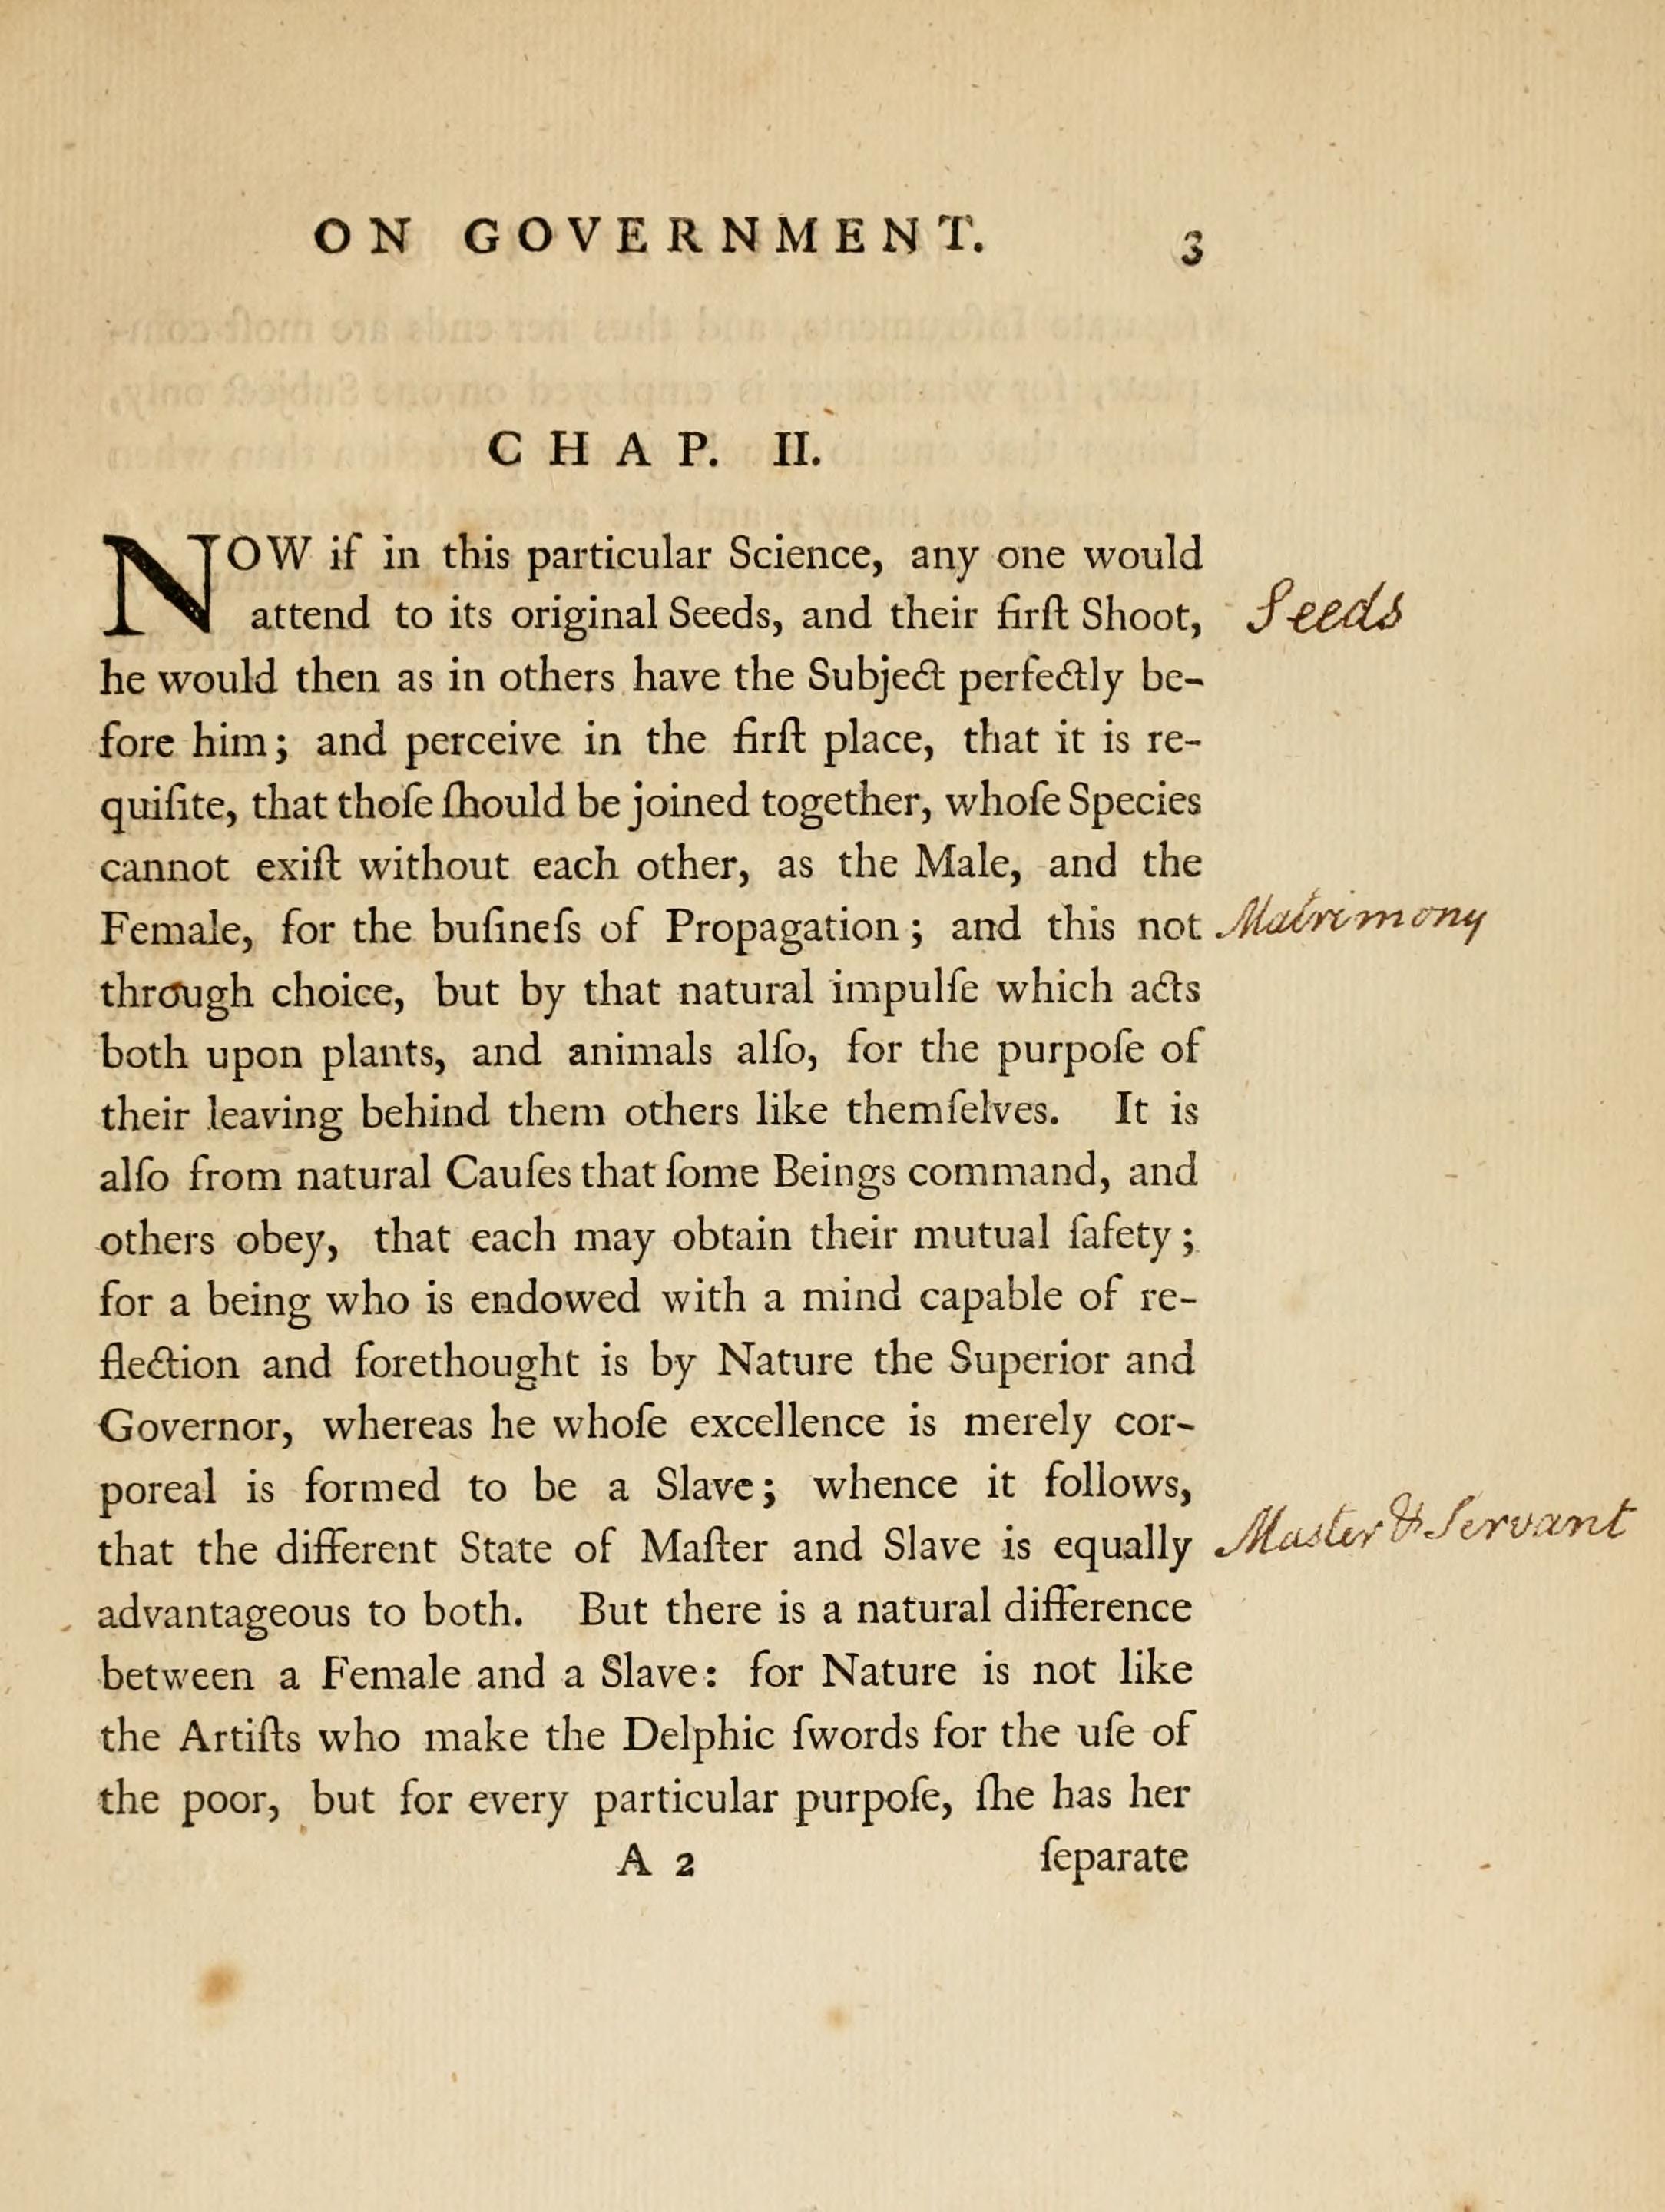 ON GOVERNMENT. 3
CHAP. II.
NOW if in this particular Science, any one would
attend to its original Seeds, and their firſt Shoot,
Seeds
he would then as in others have the Subject perfectly be-
fore him; and perceive in the firſt place, that it is re-
quiſite, that thoſe ſhould be joined together, whoſe Species
cannot exiſt without each other, as the Male, and the
Female, for the buſineſs of Propagation; and this not
Matrimony
through choice, but by that natural impulſe which acts
both upon plants, and animals alſo, for the purpoſe of
their leaving behind them others like themſelves. It is
alſo from natural Cauſes that ſome Beings command, and
others obey, that each may obtain their mutual ſafety;
for a being who is endowed with a mind capable of re-
flection and forethought is by Nature the Superior and
Governor, whereas he whoſe excellence is merely cor-
poreal is formed to be a Slave; whence it follows,
that the different State of Maſter and Slave is equally
Master & Servant
advantageous to both. But there is a natural difference
between a Female and a Slave: for Nature is not like
the Artiſts who make the Delphic ſwords for the uſe of
the poor, but for every particular purpoſe, ſhe has her
A 2 ſeparate